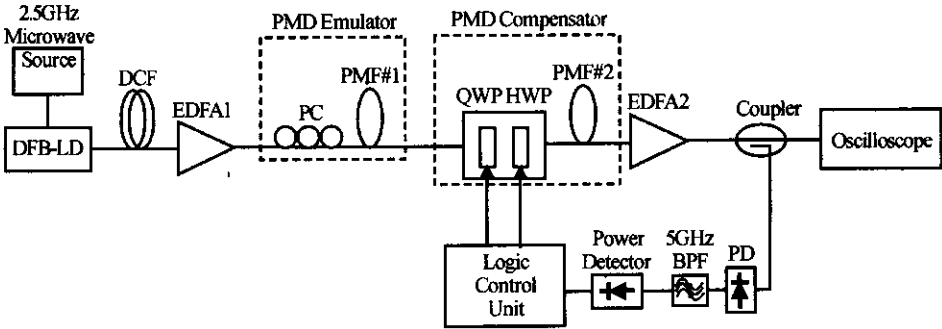 2.5GHz
Microwave
Source
DFB-LD
DCF
EDFA1
PMD Emulator
PC
PMF#1
PMD Compensator
QWP HWP
PMF#2
EDFA2
Coupler
Oscilloscope
Logic
Control
Unit
Power
Detector
5GHz
BPF
PD